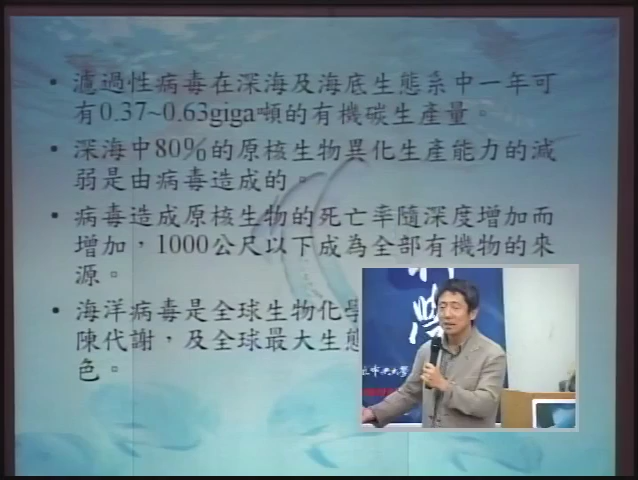 • 濾過性病毒在深海及海底生態系中一年可
有0.37~0.63giga噸的有機碳生產量。
• 深海中80%的原核生物異化生產能力的減
弱是由病毒造成的。
• 病毒造成原核生物的死亡率隨深度增加而
增加，1000公尺以下成為全部有機物的來
源。
• 海洋病毒是全球生物化學
陳代謝，及全球最大生態
色。
中央大學